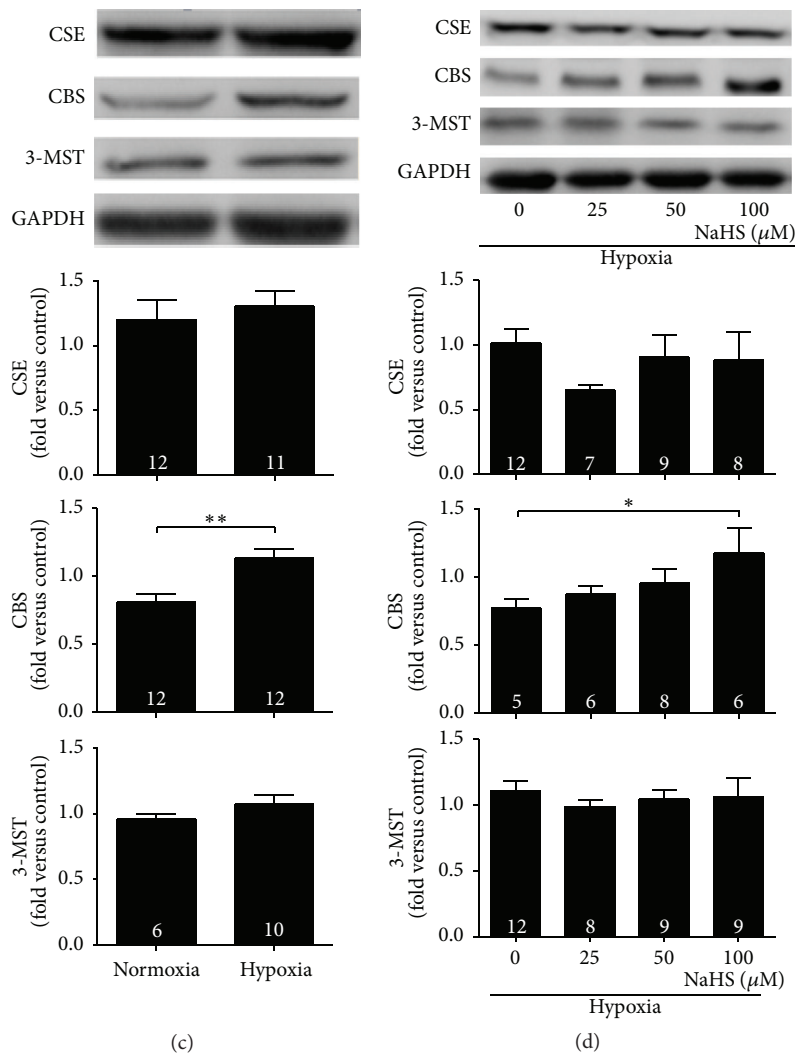 CSE
CBS
3-MST
GAPDH
1.5
1.0
0.5
0.0
CSE
(fold versus control)
12 11
1.5
1.0
0.5
0.0
CBS
(fold versus control)
**
12 12
1.5
1.0
0.5
0.0
3-MST
(fold versus control)
6 10
Normoxia Hypoxia
(c)
CSE
CBS
3-MST
GAPDH
0 25 50 100
NaHS (μM)
Hypoxia
1.5
1.0
0.5
0.0
CSE
(fold versus control)
12 7 9 8
1.5
1.0
0.5
0.0
CBS
(fold versus control)
*
5 6 8 6
1.5
1.0
0.5
0.0
3-MST
(fold versus control)
12 8 9 9
0 25 50 100
NaHS (μM)
Hypoxia
(d)